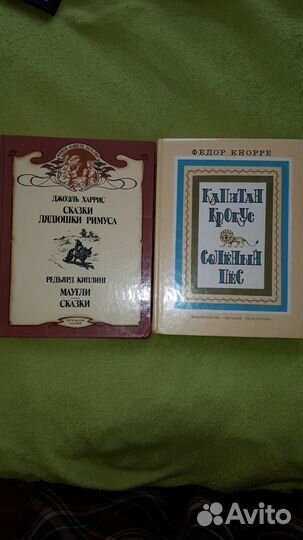 ДЖОЭЛЬ ХАРРИС
СКАЗКИ
ДЯДЮШКИ РИМУСА
РЕДЬЯРД КИПЛИНГ
МАУГЛИ
СКАЗКИ
ФЕДОР КНОРРЕ
КАПИТАН
КРОКУС
СОЛЕНЫЙ
ПЕС
ИЗДАТЕЛЬСТВО «ДЕТСКАЯ ЛИТЕРАТУРА»
Avito